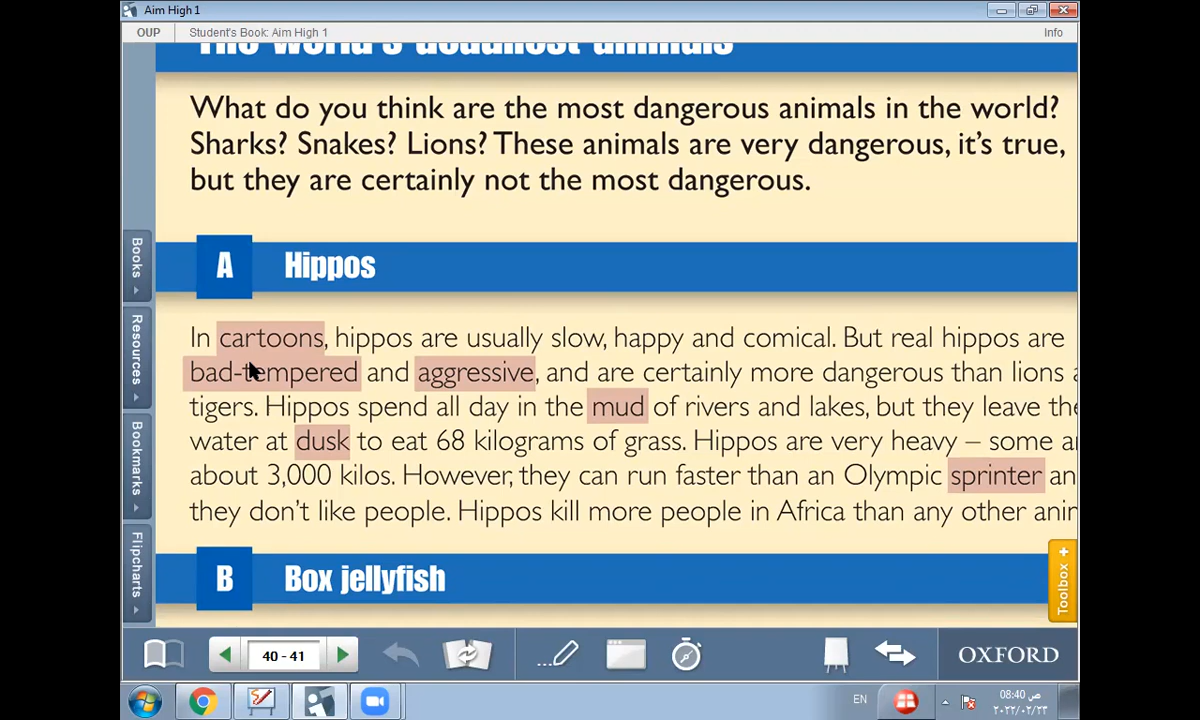 Aim High 1
OUP Student's Book: Aim High 1 Info
The world's deadliest animals
What do you think are the most dangerous animals in the world?
Sharks? Snakes? Lions? These animals are very dangerous, it's true,
but they are certainly not the most dangerous.
A Hippos
In cartoons, hippos are usually slow, happy and comical. But real hippos are
bad-tempered and aggressive, and are certainly more dangerous than lions
tigers. Hippos spend all day in the mud of rivers and lakes, but they leave
water at dusk to eat 68 kilograms of grass. Hippos are very heavy – some
about 3,000 kilos. However, they can run faster than an Olympic sprinter
they don't like people. Hippos kill more people in Africa than any other
B Box jellyfish
Books
Resources
Bookmarks
Flipcharts
Toolbox +
40 - 41
OXFORD
EN
08:40 ص
٢٠٢٢/٠٢/٢٣